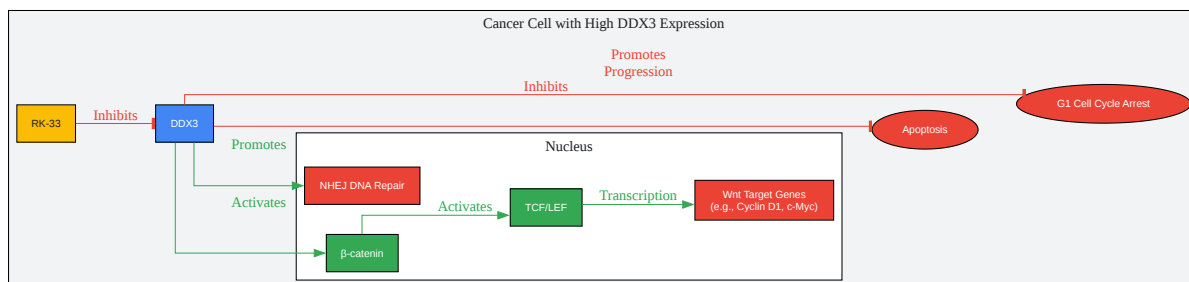 Cancer Cell with High DDX3 Expression
Promotes
Progression
Inhibits
G1 Cell Cycle Arrest
RK-33
Inhibits
DDX3
Apoptosis
Promotes
Nucleus
NHEJ DNA Repair
Activates
Activates
TCF/LEF
Transcription
Wnt Target Genes
(e.g., Cyclin D1, c-Myc)
β-catenin